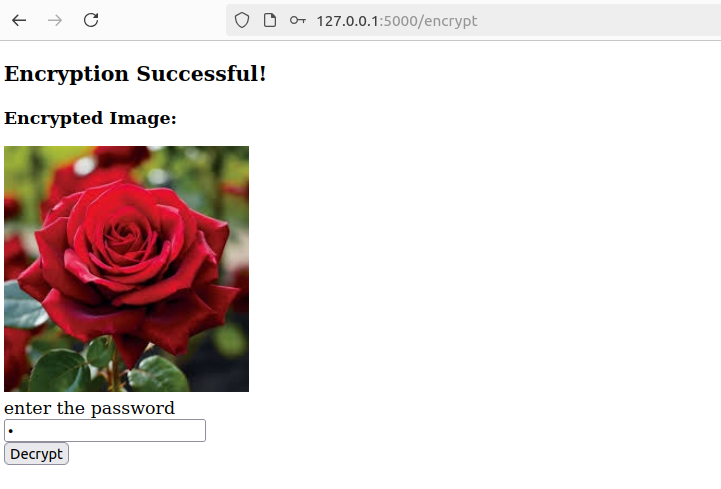 127.0.0.1:5000/encrypt
Encryption Successful!
Encrypted Image:
enter the password
•
Decrypt